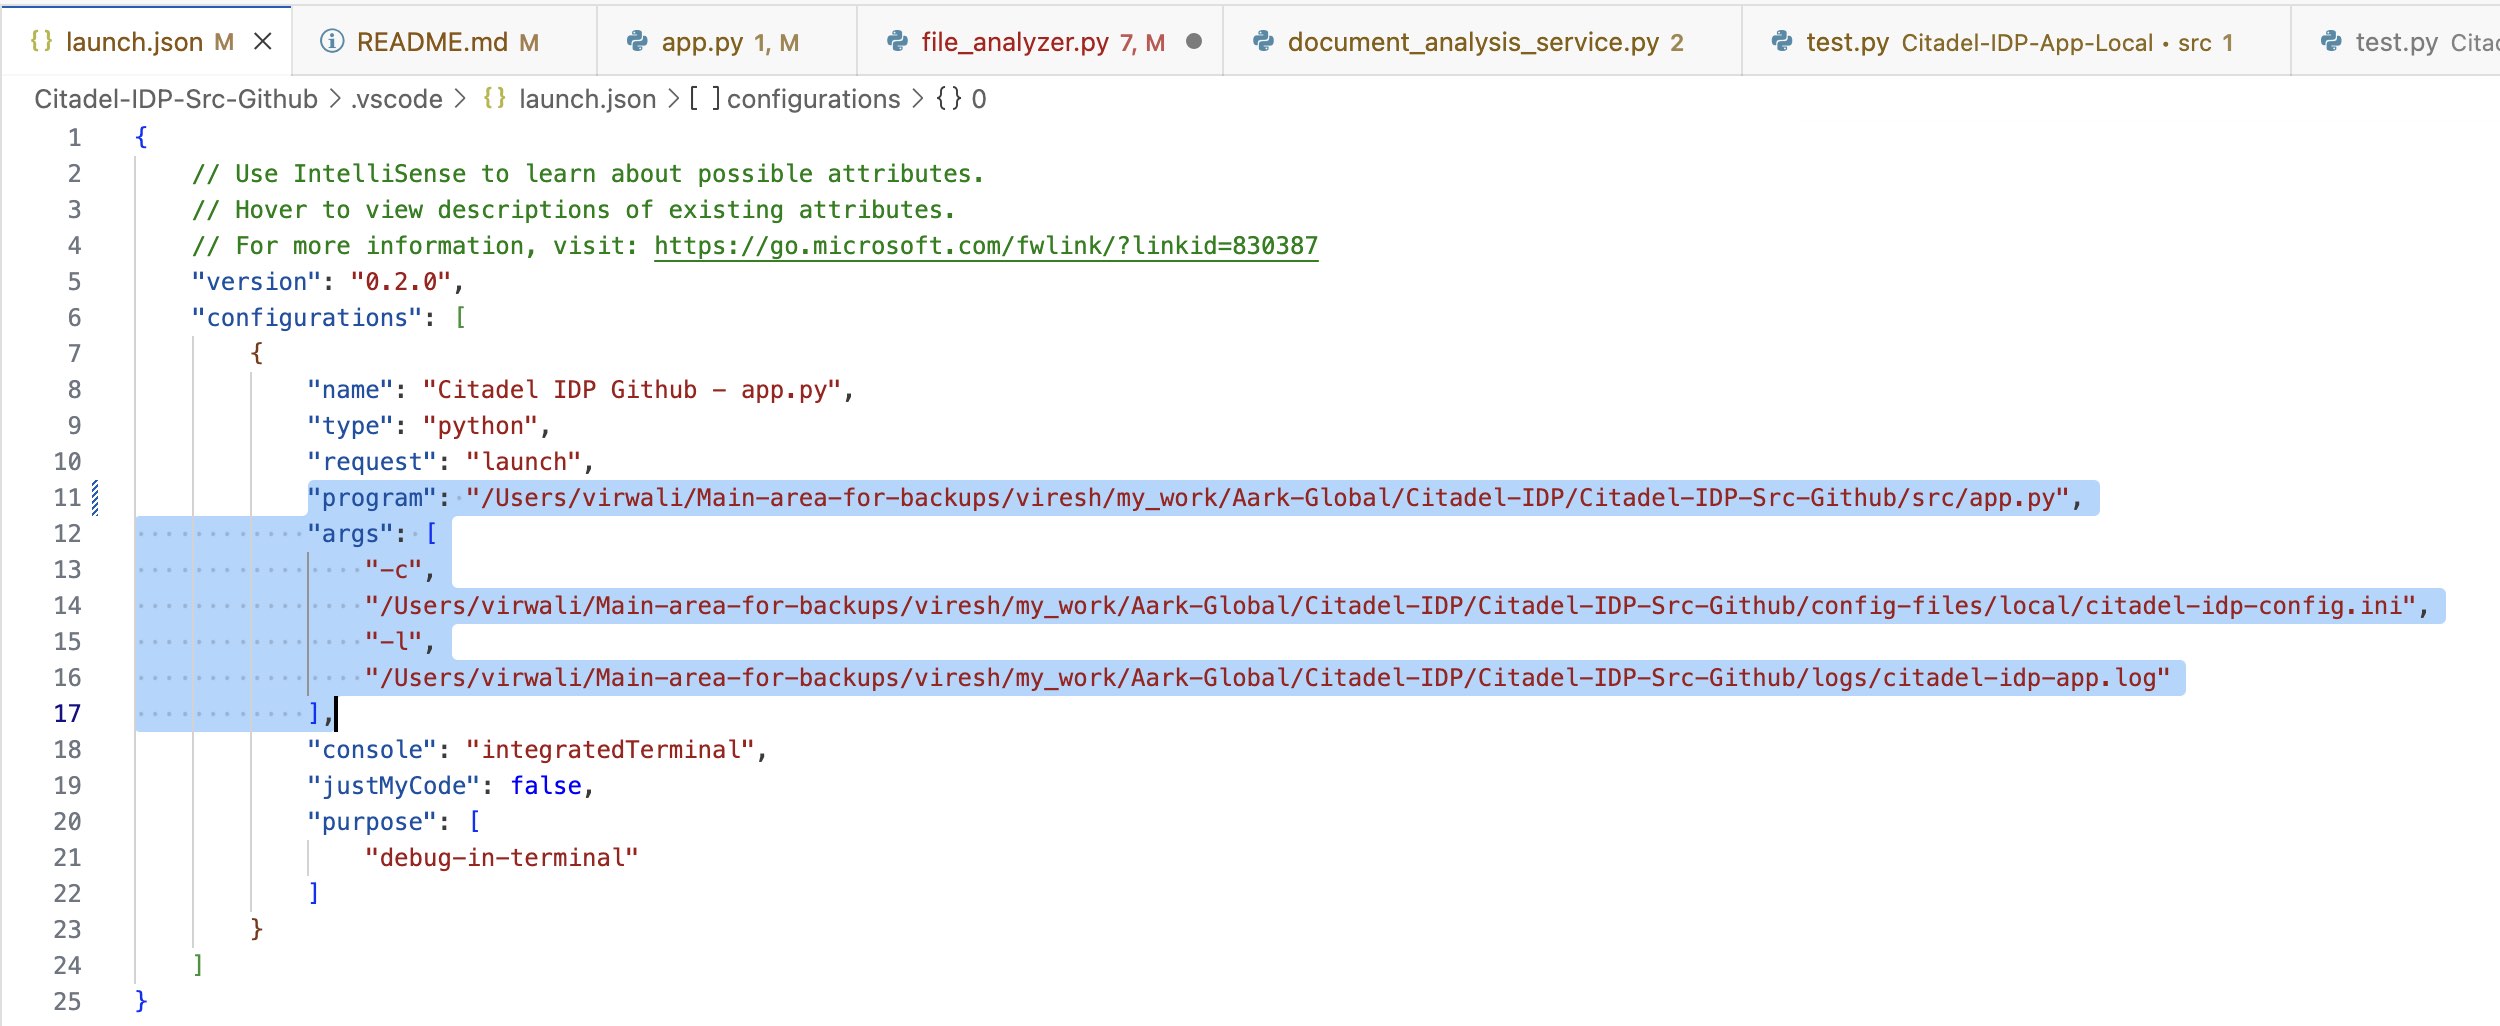 {} launch.json M × README.md M app.py 1, M file_analyzer.py 7, M ● document_analysis_service.py 2 test.py Citadel-IDP-App-Local • src 1 test.py Citac
Citadel-IDP-Src-Github > .vscode > {} launch.json > [ ] configurations > {} 0
1 {
2 // Use IntelliSense to learn about possible attributes.
3 // Hover to view descriptions of existing attributes.
4 // For more information, visit: https://go.microsoft.com/fwlink/?linkid=830387
5 "version": "0.2.0",
6 "configurations": [
7 {
8 "name": "Citadel IDP Github - app.py",
9 "type": "python",
10 "request": "launch",
11 "program": "/Users/virwali/Main-area-for-backups/viresh/my_work/Aark-Global/Citadel-IDP/Citadel-IDP-Src-Github/src/app.py",
12 "args": [
13 "-c",
14 "/Users/virwali/Main-area-for-backups/viresh/my_work/Aark-Global/Citadel-IDP/Citadel-IDP-Src-Github/config-files/local/citadel-idp-config.ini",
15 "-l",
16 "/Users/virwali/Main-area-for-backups/viresh/my_work/Aark-Global/Citadel-IDP/Citadel-IDP-Src-Github/logs/citadel-idp-app.log"
17 ],
18 "console": "integratedTerminal",
19 "justMyCode": false,
20 "purpose": [
21 "debug-in-terminal"
22 ]
23 }
24 ]
25 }